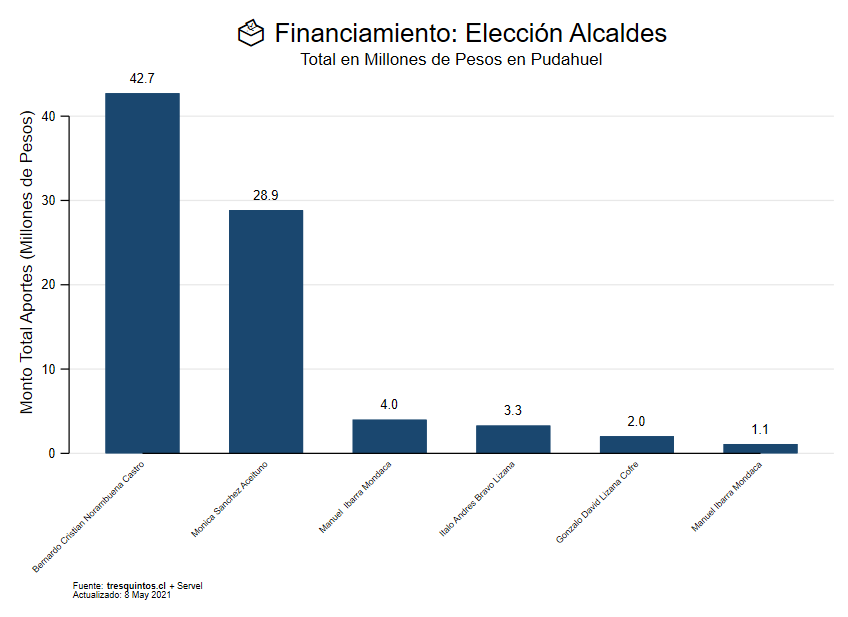 Financiamiento: Elección Alcaldes
Total en Millones de Pesos en Pudahuel
Monto Total Aportes (Millones de Pesos)
40
30
20
10
0
42.7
28.9
4.0
3.3
2.0
1.1
Bernardo Cristian Norambuena Castro
Monica Sanchez Aceituno
Manuel  Ibarra Mondaca
Italo Andres Bravo Lizana
Gonzalo David Lizana Cofre
Manuel Ibarra Mondaca
Fuente: tresquintos.cl + Servel
Actualizado: 8 May 2021